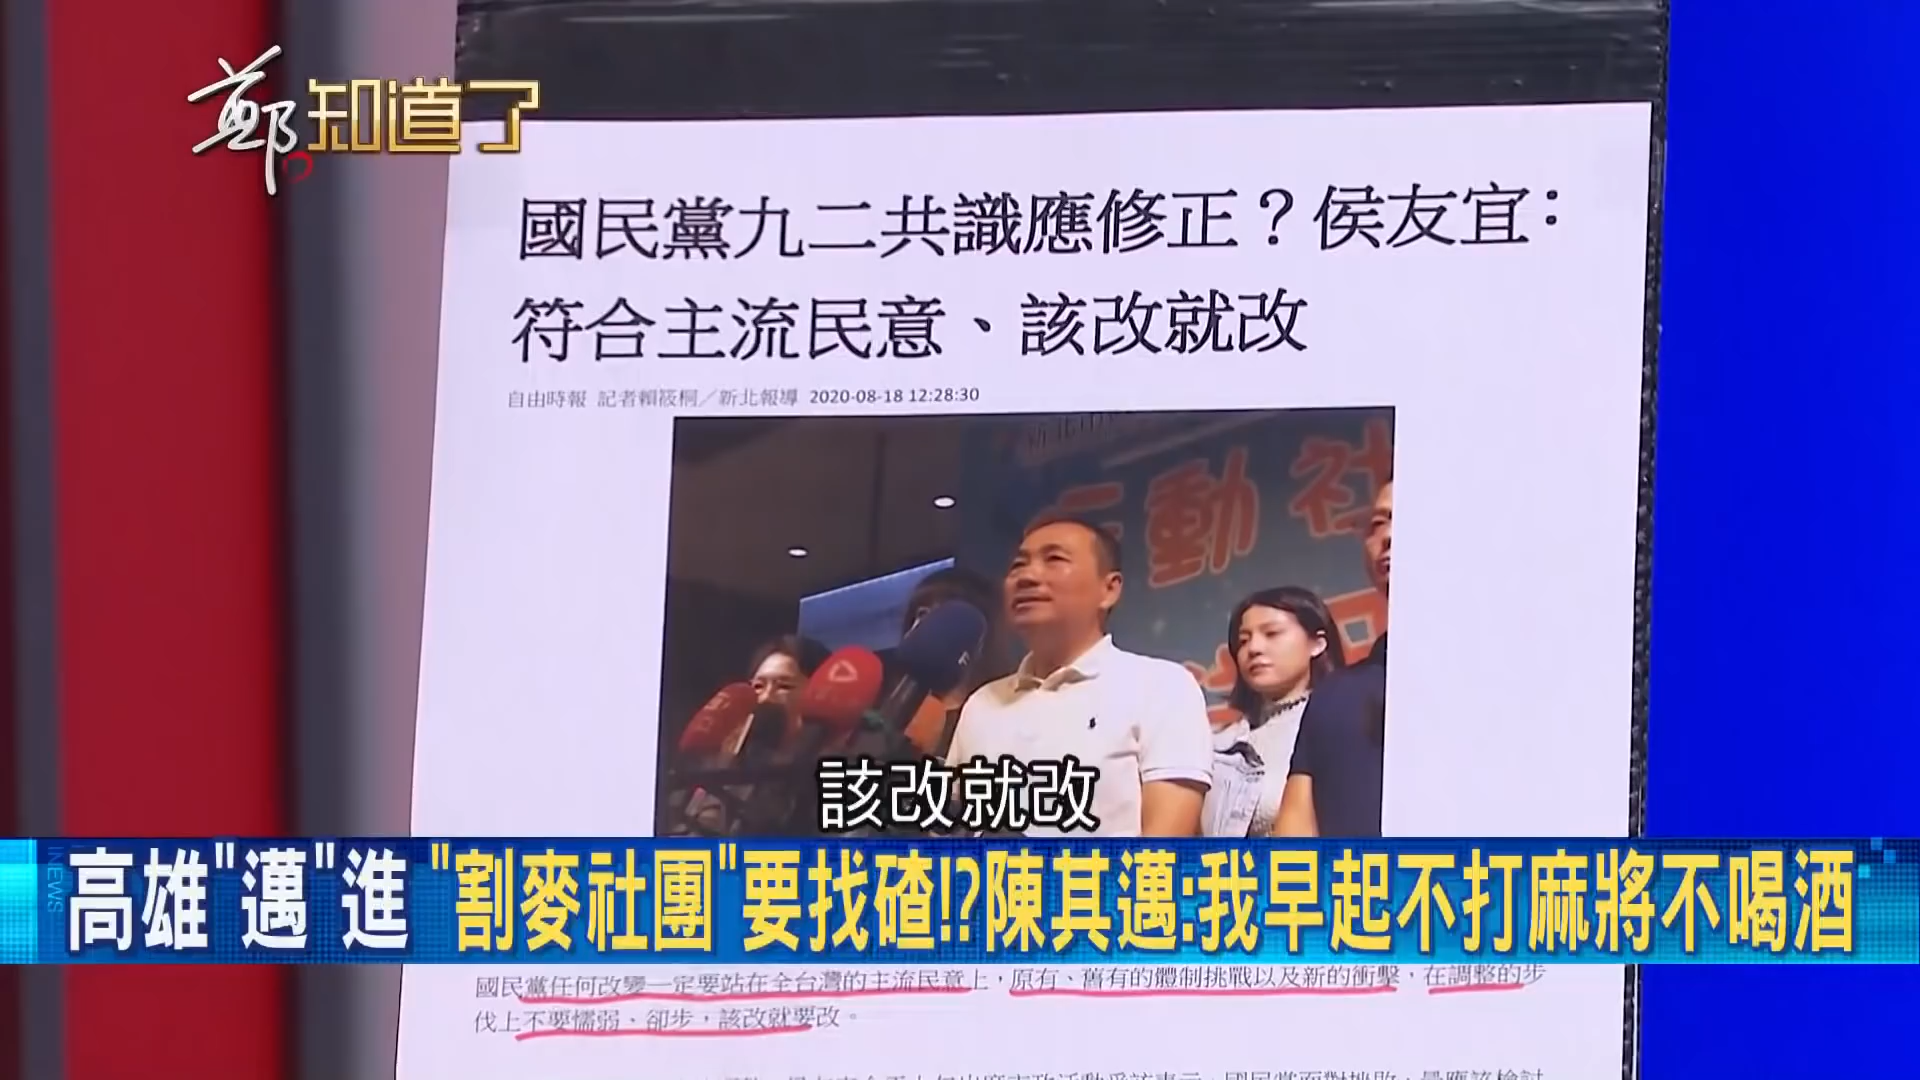 鄭知道了
國民黨九二共識應修正？侯友宜：
符合主流民意、該改就改
自由時報 記者賴筱桐／新北報導 2020-08-18 12:28:30
動 社
該改就改
INEWS
高雄"邁"進 "割麥社團"要找碴!?陳其邁:我早起不打麻將不喝酒
國民黨任何改變一定要站在全台灣的主流民意上，原有、舊有的體制挑戰以及新的衝擊，在調整的步
伐上不要懦弱、卻步，該改就要改。